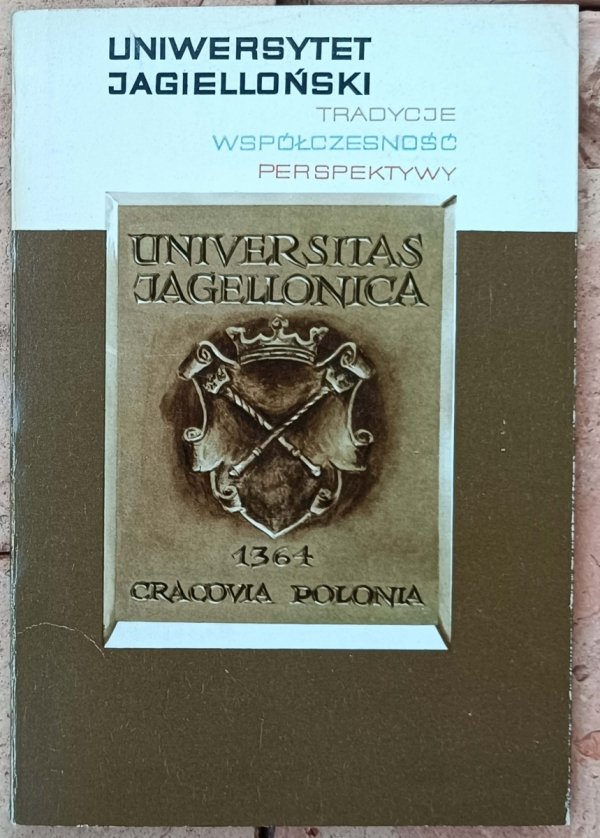 UNIWERSYTET
JAGIELLOŃSKI
TRADYCJE
WSPÓŁCZESNOŚĆ
PERSPEKTYWY
UNIVERSITAS
JAGELLONICA
1364
CRACOVIA POLONIA